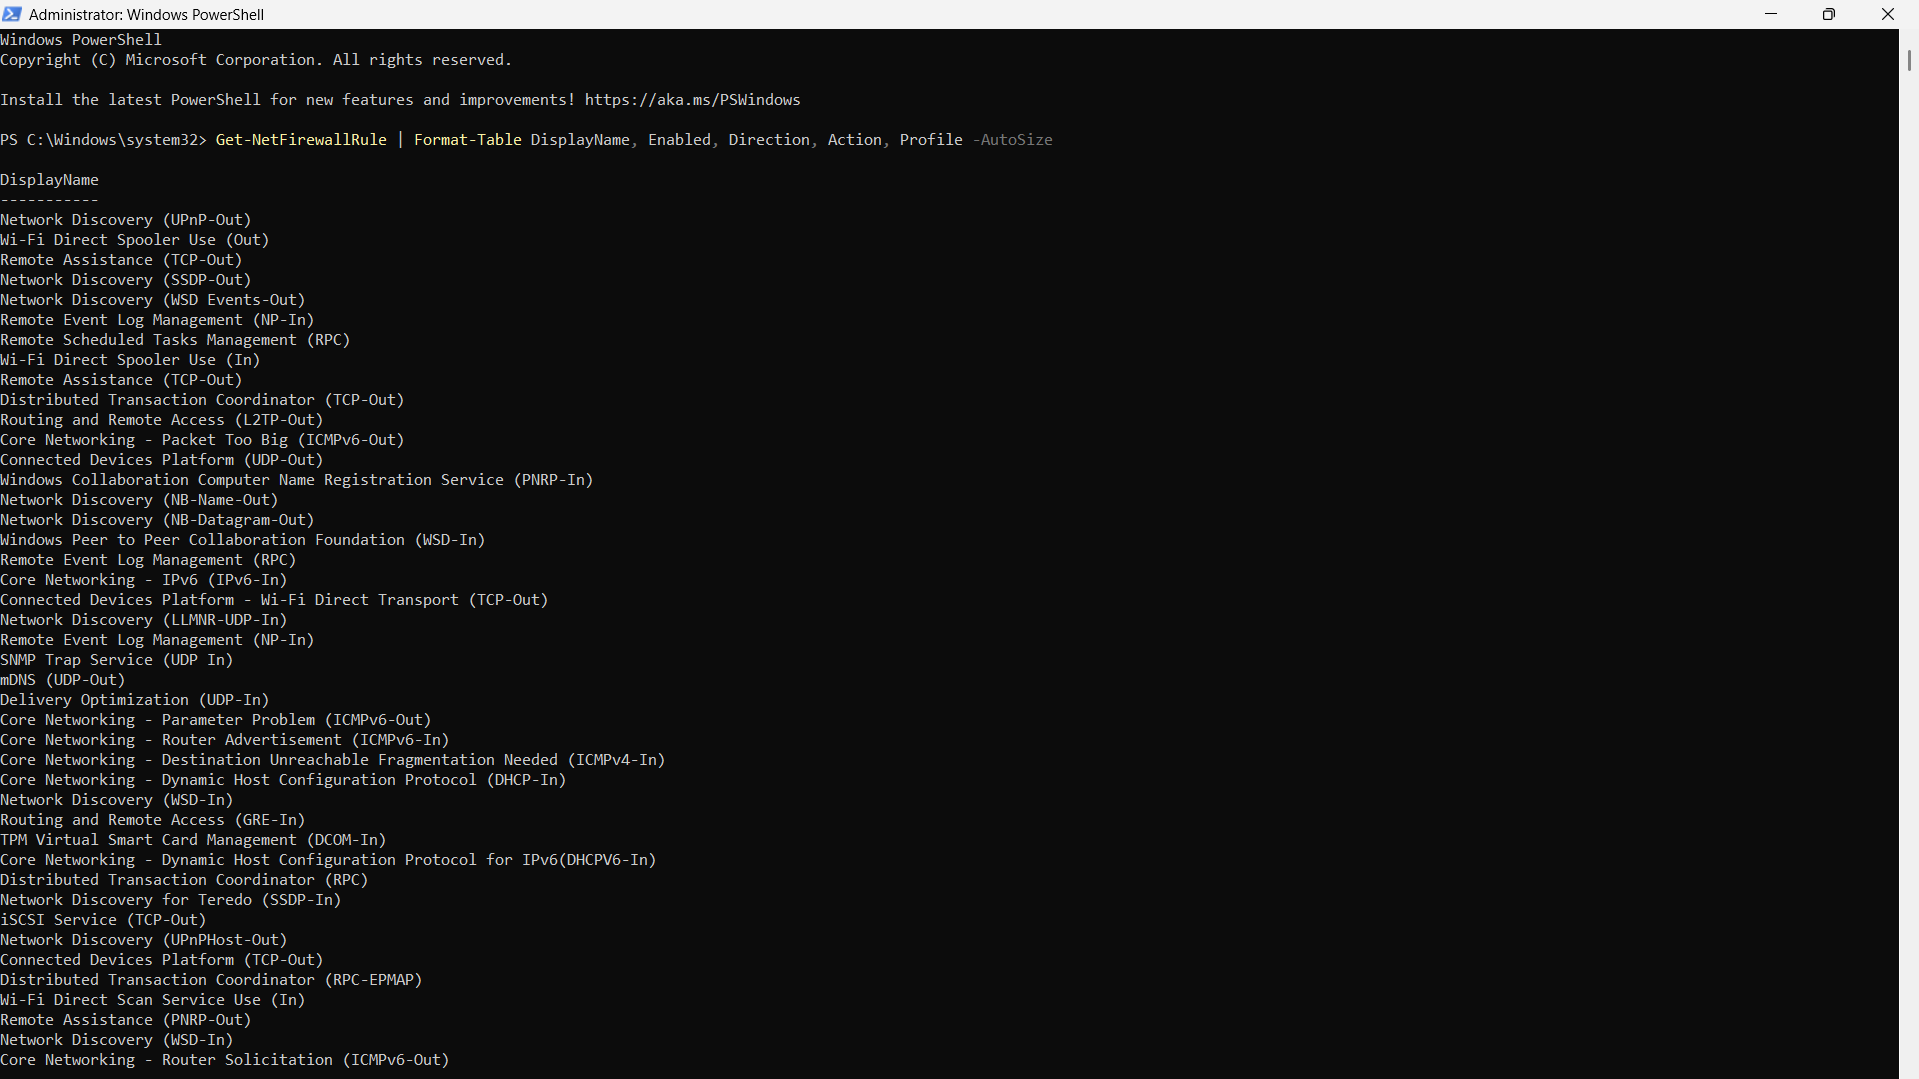 Administrator: Windows PowerShell
Windows PowerShell
Copyright (C) Microsoft Corporation. All rights reserved.
Install the latest PowerShell for new features and improvements! https://aka.ms/PSWindows
PS C:\Windows\system32> Get-NetFirewallRule | Format-Table DisplayName, Enabled, Direction, Action, Profile -AutoSize
DisplayName
-----------
Network Discovery (UPnP-Out)
Wi-Fi Direct Spooler Use (Out)
Remote Assistance (TCP-Out)
Network Discovery (SSDP-Out)
Network Discovery (WSD Events-Out)
Remote Event Log Management (NP-In)
Remote Scheduled Tasks Management (RPC)
Wi-Fi Direct Spooler Use (In)
Remote Assistance (TCP-Out)
Distributed Transaction Coordinator (TCP-Out)
Routing and Remote Access (L2TP-Out)
Core Networking - Packet Too Big (ICMPv6-Out)
Connected Devices Platform (UDP-Out)
Windows Collaboration Computer Name Registration Service (PNRP-In)
Network Discovery (NB-Name-Out)
Network Discovery (NB-Datagram-Out)
Windows Peer to Peer Collaboration Foundation (WSD-In)
Remote Event Log Management (RPC)
Core Networking - IPv6 (IPv6-In)
Connected Devices Platform - Wi-Fi Direct Transport (TCP-Out)
Network Discovery (LLMNR-UDP-In)
Remote Event Log Management (NP-In)
SNMP Trap Service (UDP In)
mDNS (UDP-Out)
Delivery Optimization (UDP-In)
Core Networking - Parameter Problem (ICMPv6-Out)
Core Networking - Router Advertisement (ICMPv6-In)
Core Networking - Destination Unreachable Fragmentation Needed (ICMPv4-In)
Core Networking - Dynamic Host Configuration Protocol (DHCP-In)
Network Discovery (WSD-In)
Routing and Remote Access (GRE-In)
TPM Virtual Smart Card Management (DCOM-In)
Core Networking - Dynamic Host Configuration Protocol for IPv6(DHCPV6-In)
Distributed Transaction Coordinator (RPC)
Network Discovery for Teredo (SSDP-In)
iSCSI Service (TCP-Out)
Network Discovery (UPnPHost-Out)
Connected Devices Platform (TCP-Out)
Distributed Transaction Coordinator (RPC-EPMAP)
Wi-Fi Direct Scan Service Use (In)
Remote Assistance (PNRP-Out)
Network Discovery (WSD-In)
Core Networking - Router Solicitation (ICMPv6-Out)